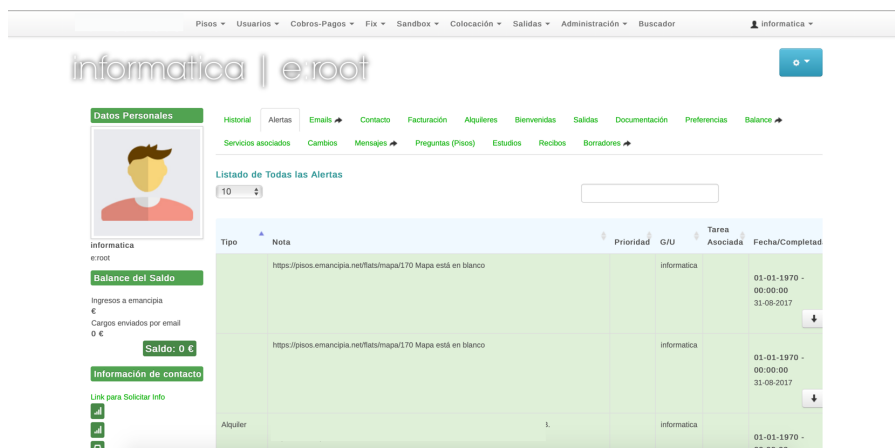 Pisos Usuarios Cobros-Pagos Fix Sandbox Colocación Salidas Administración Buscador informatica
informatica | e:root
Datos Personales
informatica
e:root
Balance del Saldo
Ingresos a emancipia
€
Cargos enviados por email
0 €
Saldo: 0 €
Información de contacto
Link para Solicitar Info
Historial Alertas Emails Contacto Facturación Alquileres Bienvenidas Salidas Documentación Preferencias Balance
Servicios asociados Cambios Mensajes Preguntas (Pisos) Estudios Recibos Borradores
Listado de Todas las Alertas
10
Tipo Nota Prioridad G/U Tarea Asociada Fecha/Completad
https://pisos.emancipia.net/flats/mapa/170 Mapa está en blanco informatica
01-01-1970 -
00:00:00
31-08-2017
https://pisos.emancipia.net/flats/mapa/170 Mapa está en blanco informatica
01-01-1970 -
00:00:00
31-08-2017
Alquiler informatica
01-01-1970 -